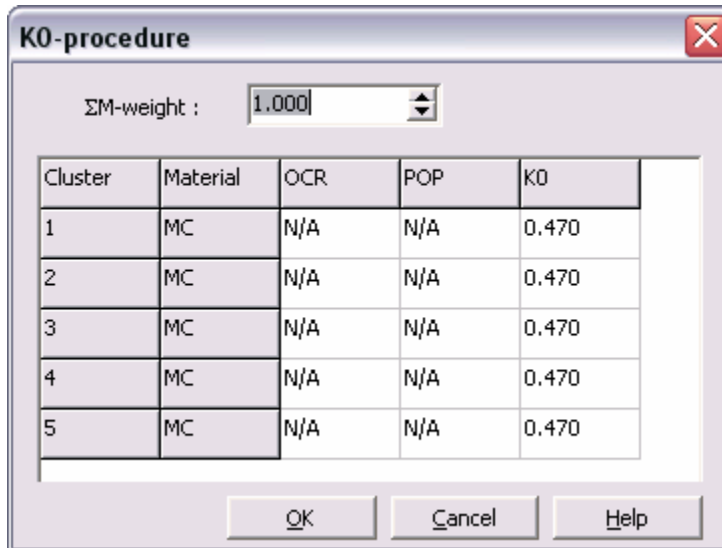 K0-procedure
ΣM-weight : 1.000
Cluster Material OCR POP K0
1 MC N/A N/A 0.470
2 MC N/A N/A 0.470
3 MC N/A N/A 0.470
4 MC N/A N/A 0.470
5 MC N/A N/A 0.470
OK Cancel Help